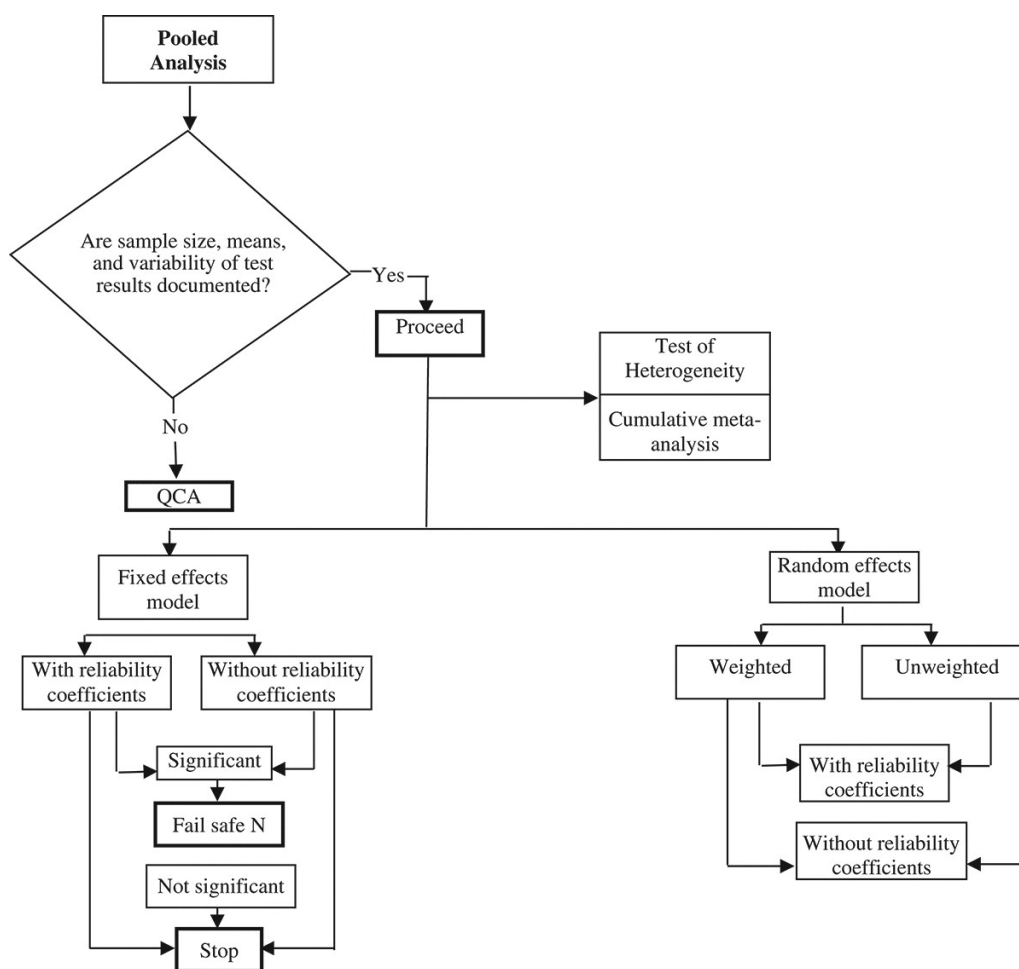 Pooled
Analysis
Are sample size, means,
and variability of test
results documented?
Yes
Proceed
Test of
Heterogeneity
Cumulative meta-
analysis
No
QCA
Fixed effects
model
Random effects
model
With reliability
coefficients
Without reliability
coefficients
Weighted
Unweighted
Significant
With reliability
coefficients
Fail safe N
Without reliability
coefficients
Not significant
Stop